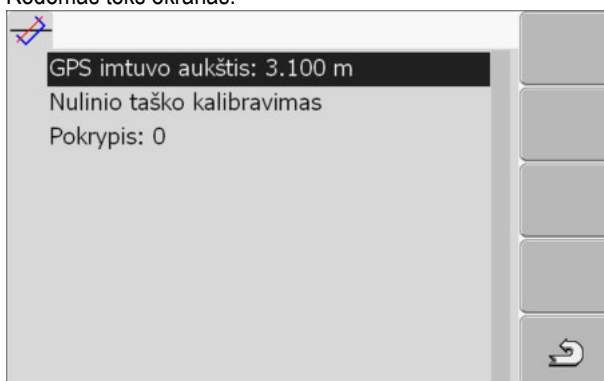 Rodomas toks ekranas:
GPS imtuvo aukštis: 3.100 m
Nulinio taško kalibravimas
Pokrypis: 0